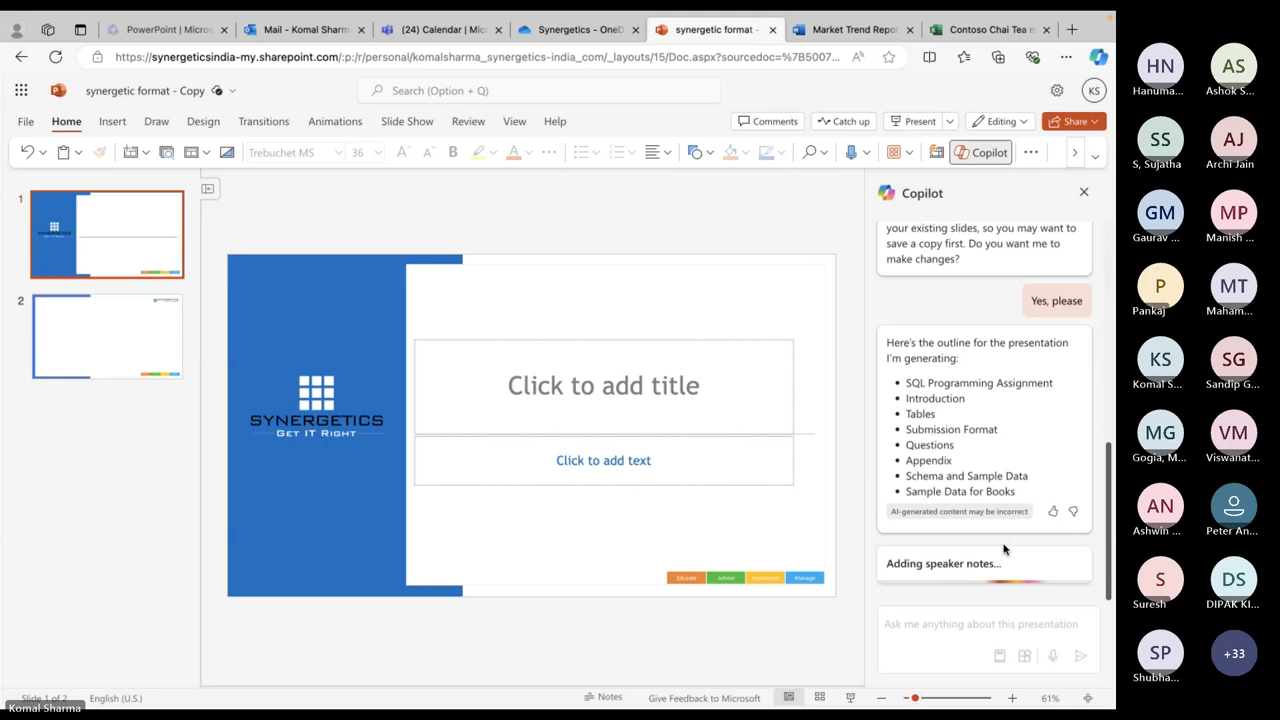 PowerPoint | Micros
Mail - Komal Sharm
(24) Calendar | Mic
Synergetics - OneD
synergetic format -
Market Trend Repor
Contoso Chai Tea m
https://synergeticsindia-my.sharepoint.com/:p:/r/personal/komalsharma_synergetics-india_com/_layouts/15/Doc.aspx?sourcedoc=%7B5007...
synergetic format - Copy
Search (Option + Q)
KS
File Home Insert Draw Design Transitions Animations Slide Show Review View Help
Comments Catch up Present Editing Share
Trebuchet MS 36 Copilot
1
2
SYNERGETICS
GET IT RIGHT
Click to add title
Click to add text
Educate Advise Implement Manage
Copilot
your existing slides, so you may want to
save a copy first. Do you want me to
make changes?
Yes, please
Here's the outline for the presentation
I'm generating:
• SQL Programming Assignment
• Introduction
• Tables
• Submission Format
• Questions
• Appendix
• Schema and Sample Data
• Sample Data for Books
AI-generated content may be incorrect
Adding speaker notes...
Ask me anything about this presentation
Slide 1 of 2 English (U.S.)
Notes Give Feedback to Microsoft 61%
Komal Sharma
HN AS
Hanuma... Ashok S...
SS AJ
S, Sujatha Archi Jain
GM MP
Gaurav ... Manish ...
P MT
Pankaj Maham...
KS SG
Komal S... Sandip G...
MG VM
Gogia, M... Viswanat...
AN
Ashwin ... Peter An...
S DS
Suresh DIPAK KI...
SP +33
Shubha...